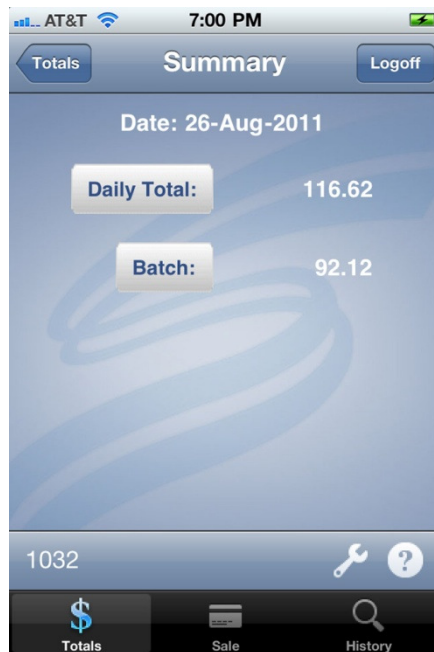 AT&T 7:00 PM
Totals Summary Logoff
Date: 26-Aug-2011
Daily Total: 116.62
Batch: 92.12
1032 ?
$
Totals Sale History